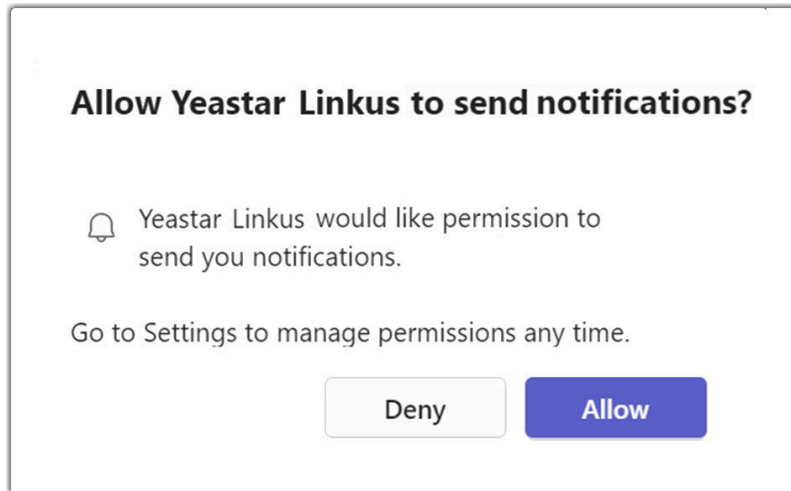 Allow Yeastar Linkus to send notifications?
Yeastar Linkus would like permission to
send you notifications.
Go to Settings to manage permissions any time.
Deny
Allow